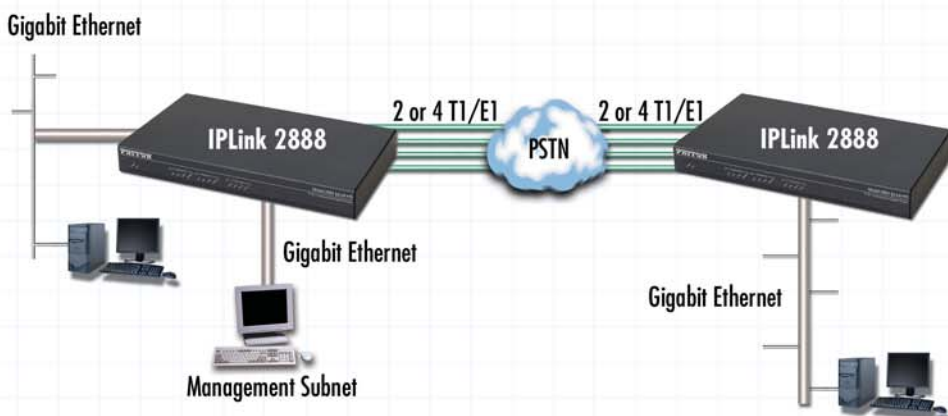 Gigabit Ethernet
2 or 4 T1/E1
2 or 4 T1/E1
IPLink 2888
PSTN
IPLink 2888
Gigabit Ethernet
Gigabit Ethernet
Management Subnet